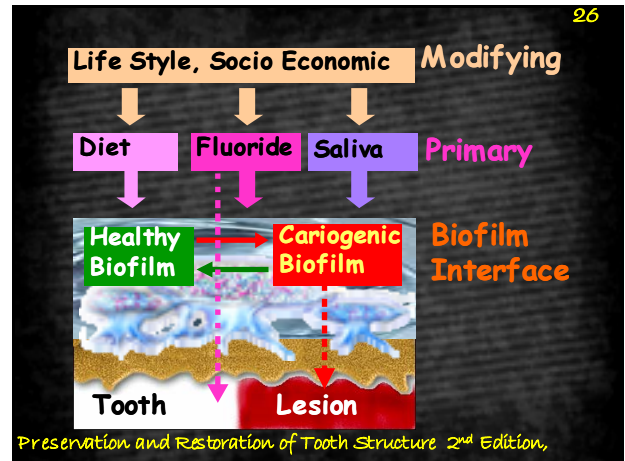 26
Life Style, Socio Economic Modifying
Diet Fluoride Saliva Primary
Healthy Biofilm
Cariogenic Biofilm
Biofilm Interface
Tooth Lesion
Preservation and Restoration of Tooth Structure 2nd Edition,